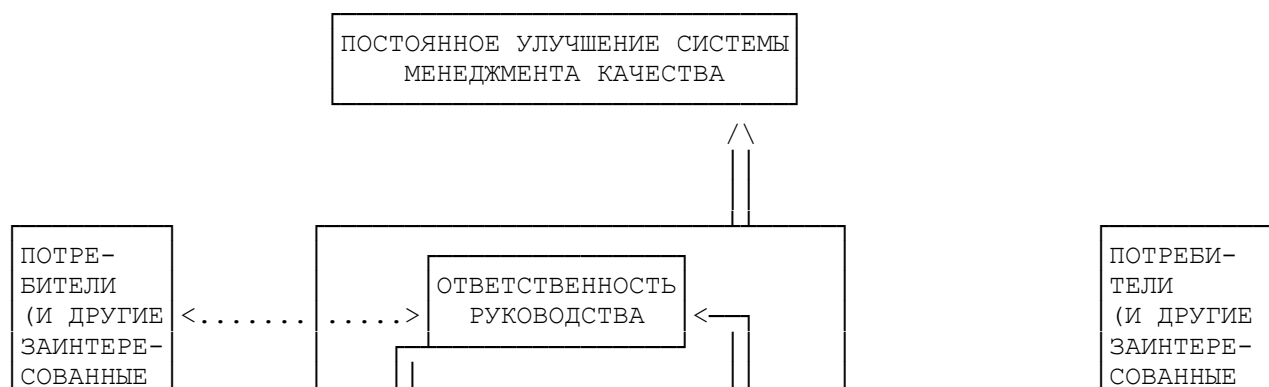 ПОСТОЯННОЕ УЛУЧШЕНИЕ СИСТЕМЫ
МЕНЕДЖМЕНТА КАЧЕСТВА
ПОТРЕ-
БИТЕЛИ
(И ДРУГИЕ
ЗАИНТЕРЕ-
СОВАННЫЕ
ОТВЕТСТВЕННОСТЬ
РУКОВОДСТВА
ПОТРЕБИ-
ТЕЛИ
(И ДРУГИЕ
ЗАИНТЕРЕ-
СОВАННЫЕ